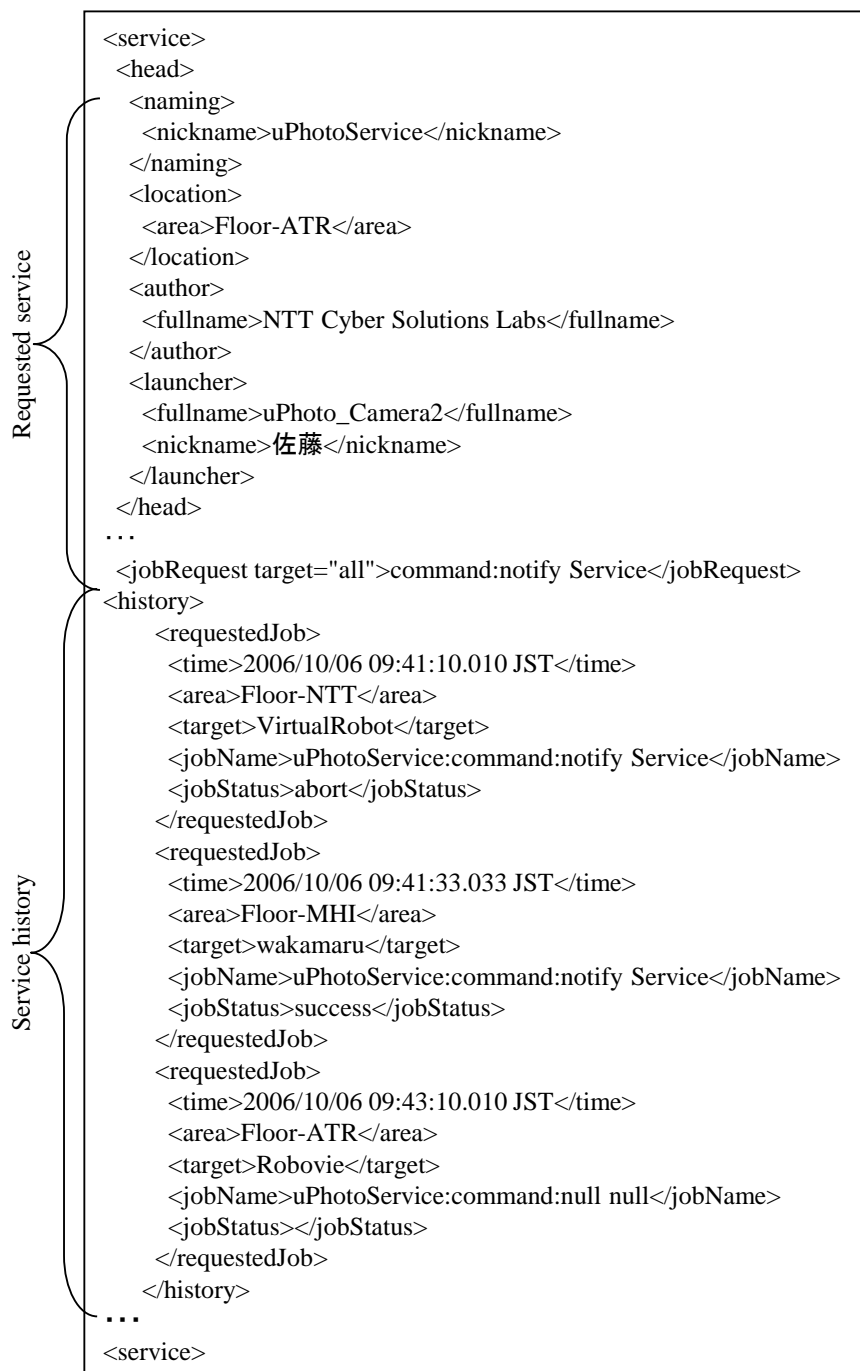 <service>
<head>
<naming>
<nickname>uPhotoService</nickname>
</naming>
<location>
<area>Floor-ATR</area>
</location>
<author>
<fullname>NTT Cyber Solutions Labs</fullname>
</author>
<launcher>
<fullname>uPhoto_Camera2</fullname>
<nickname>佐藤</nickname>
</launcher>
</head>
･･･
<jobRequest target="all">command:notify Service</jobRequest>
<history>
<requestedJob>
<time>2006/10/06 09:41:10.010 JST</time>
<area>Floor-NTT</area>
<target>VirtualRobot</target>
<jobName>uPhotoService:command:notify Service</jobName>
<jobStatus>abort</jobStatus>
</requestedJob>
<requestedJob>
<time>2006/10/06 09:41:33.033 JST</time>
<area>Floor-MHI</area>
<target>wakamaru</target>
<jobName>uPhotoService:command:notify Service</jobName>
<jobStatus>success</jobStatus>
</requestedJob>
<requestedJob>
<time>2006/10/06 09:43:10.010 JST</time>
<area>Floor-ATR</area>
<target>Robovie</target>
<jobName>uPhotoService:command:null null</jobName>
<jobStatus></jobStatus>
</requestedJob>
</history>
･･･
<service>
Requested service
Service history